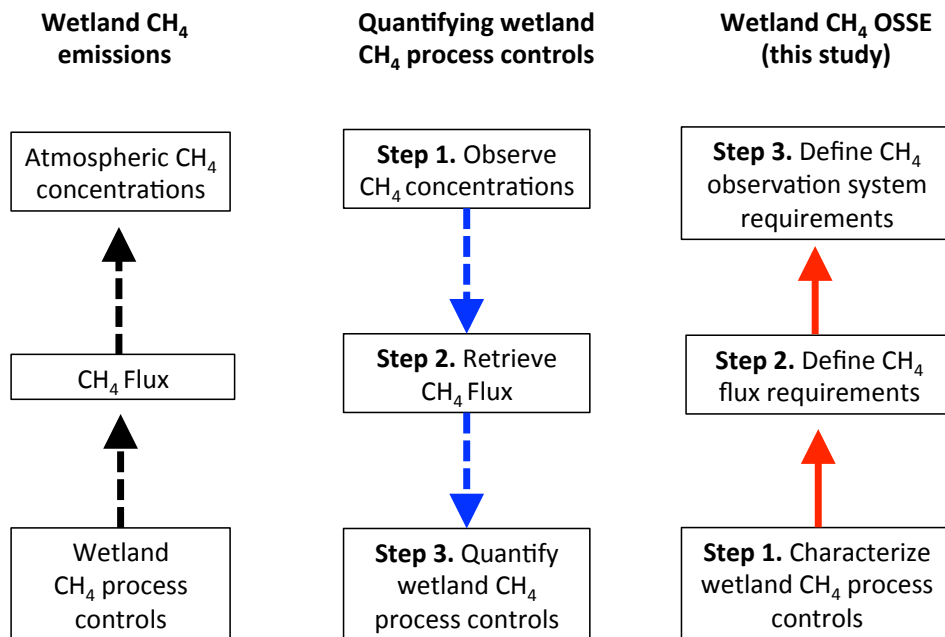 Wetland CH₄
emissions
Atmospheric CH₄
concentrations
CH₄ Flux
Wetland
CH₄ process
controls
Quantifying wetland
CH₄ process controls
Step 1. Observe
CH₄ concentrations
Step 2. Retrieve
CH₄ Flux
Step 3. Quantify
wetland CH₄
process controls
Wetland CH₄ OSSE
(this study)
Step 3. Define CH₄
observation system
requirements
Step 2. Define CH₄
flux requirements
Step 1. Characterize
wetland CH₄ process
controls